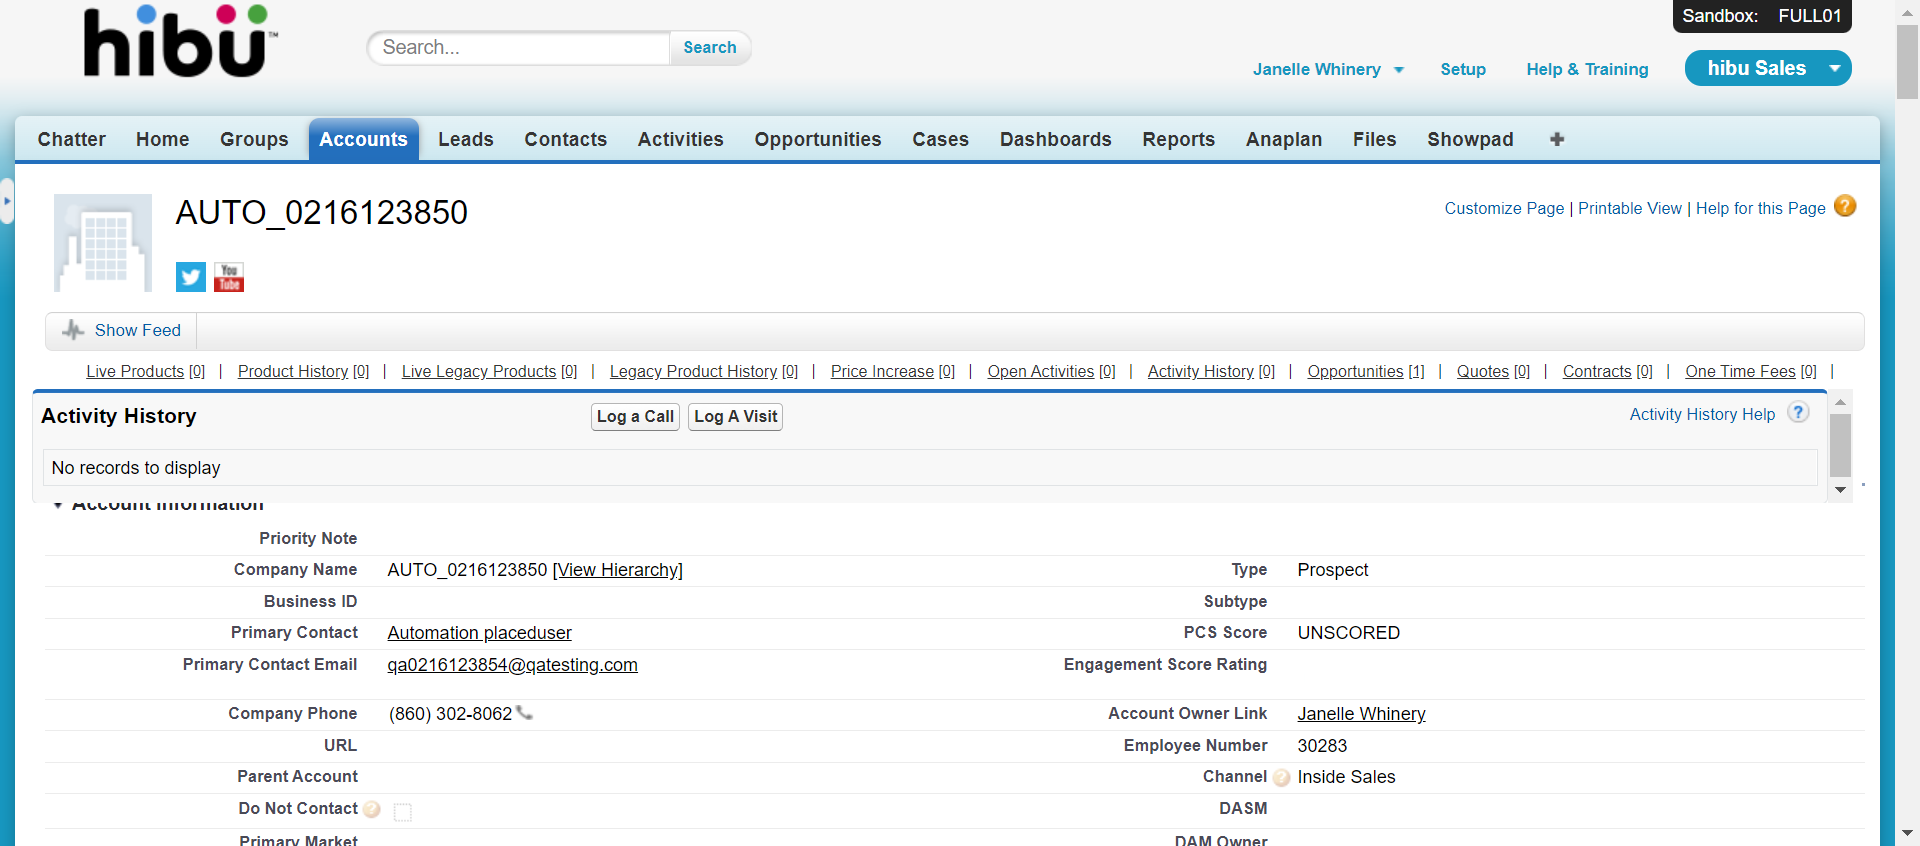 hibü™
Search...
Search
Sandbox: FULL01
Janelle Whinery
Setup
Help & Training
hibu Sales
Chatter
Home
Groups
Accounts
Leads
Contacts
Activities
Opportunities
Cases
Dashboards
Reports
Anaplan
Files
Showpad
AUTO_0216123850
Customize Page | Printable View | Help for this Page
You Tube
Show Feed
Live Products [0] | Product History [0] | Live Legacy Products [0] | Legacy Product History [0] | Price Increase [0] | Open Activities [0] | Activity History [0] | Opportunities [1] | Quotes [0] | Contracts [0] | One Time Fees [0] |
Activity History
Log a Call
Log A Visit
Activity History Help
No records to display
Account Information
Priority Note
Company Name AUTO_0216123850 [View Hierarchy]
Type Prospect
Business ID
Subtype
Primary Contact Automation placeduser
PCS Score UNSCORED
Primary Contact Email qa0216123854@qatesting.com
Engagement Score Rating
Company Phone (860) 302-8062
Account Owner Link Janelle Whinery
URL
Employee Number 30283
Parent Account
Channel Inside Sales
Do Not Contact
DASM
Primary Market
DAM Owner